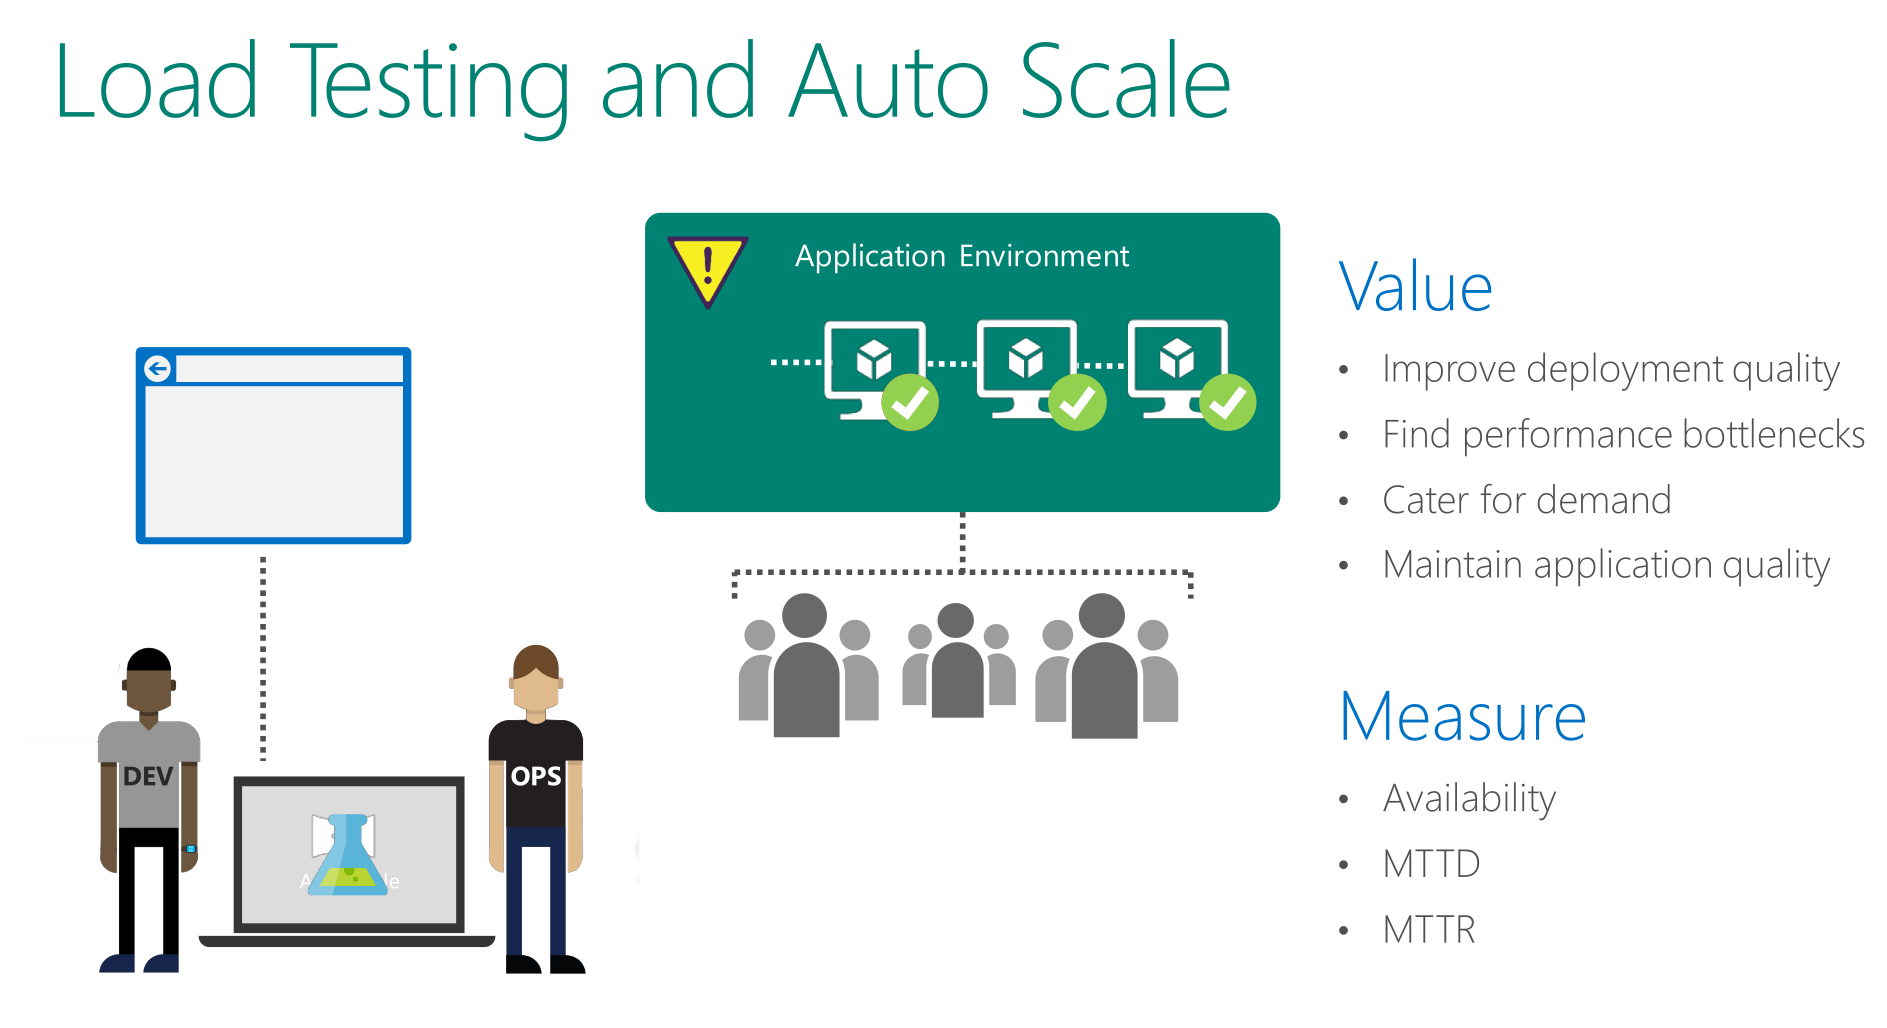 Load Testing and Auto Scale
Application Environment
DEV
OPS
Value
• Improve deployment quality
• Find performance bottlenecks
• Cater for demand
• Maintain application quality
Measure
• Availability
• MTTD
• MTTR